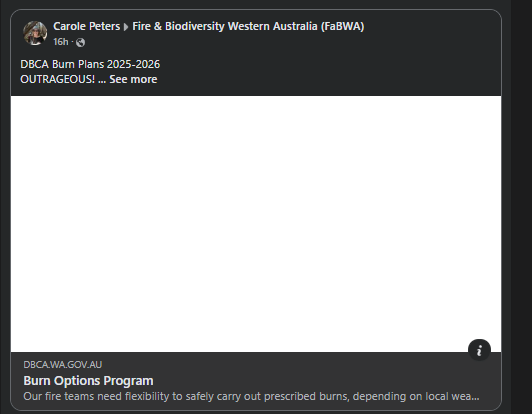 Carole Peters ▸ Fire & Biodiversity Western Australia (FaBWA)
16h ·
DBCA Burn Plans 2025-2026
OUTRAGEOUS! ... See more
i
DBCA.WA.GOV.AU
Burn Options Program
Our fire teams need flexibility to safely carry out prescribed burns, depending on local wea...